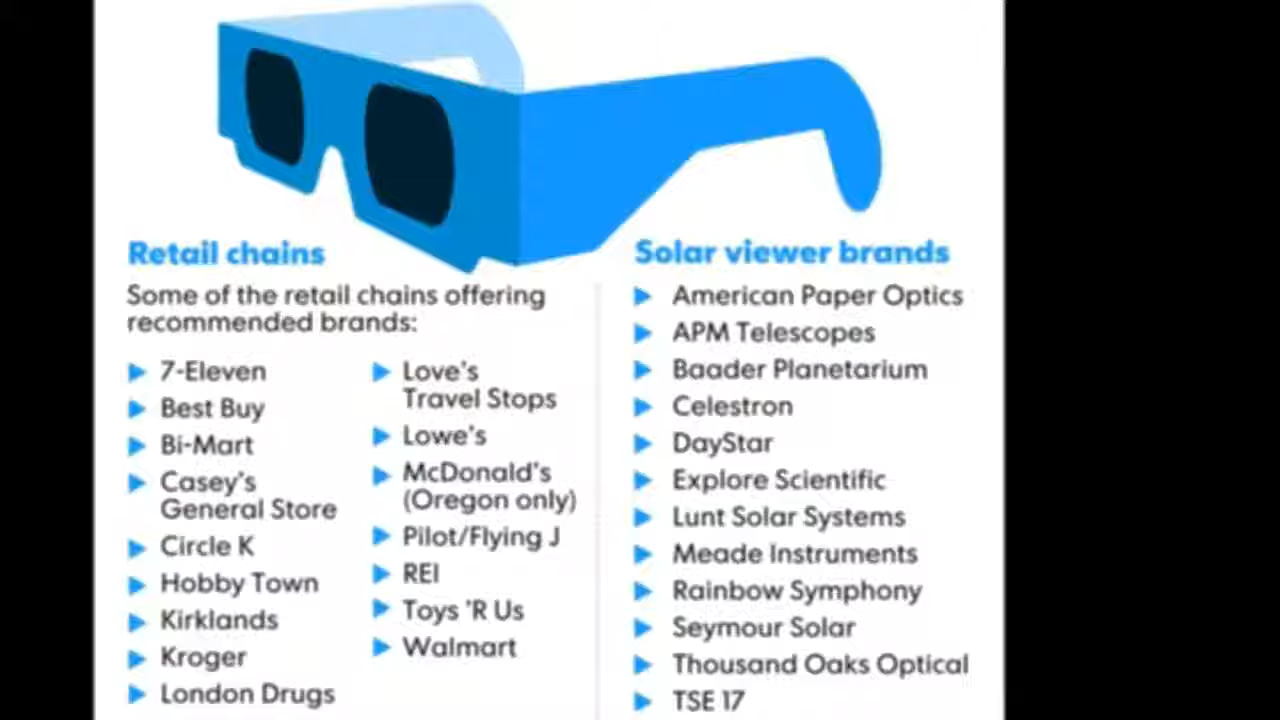 Retail chains
Some of the retail chains offering
recommended brands:
7-Eleven
Best Buy
Bi-Mart
Casey's
General Store
Circle K
Hobby Town
Kirklands
Kroger
London Drugs
Love's
Travel Stops
Lowe's
McDonald's
(Oregon only)
Pilot/Flying J
REI
Toys 'R Us
Walmart
Solar viewer brands
American Paper Optics
APM Telescopes
Baader Planetarium
Celestron
DayStar
Explore Scientific
Lunt Solar Systems
Meade Instruments
Rainbow Symphony
Seymour Solar
Thousand Oaks Optical
TSE 17